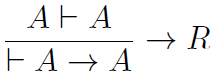 A ⊢ A
⊢ A → A → R